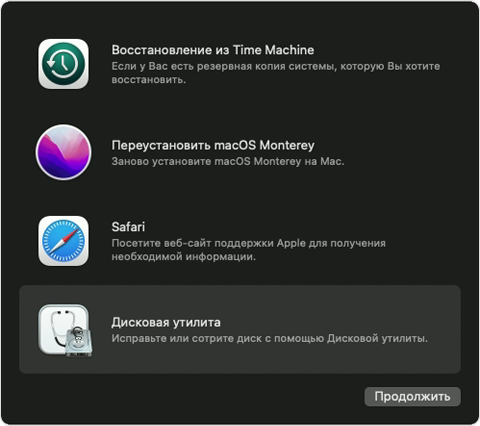 Восстановление из Time Machine
Если у Вас есть резервная копия системы, которую Вы хотите
восстановить.
Переустановить macOS Monterey
Заново установите macOS Monterey на Mac.
Safari
Посетите веб-сайт поддержки Apple для получения
необходимой информации.
Дисковая утилита
Исправьте или сотрите диск с помощью Дисковой утилиты.
Продолжить